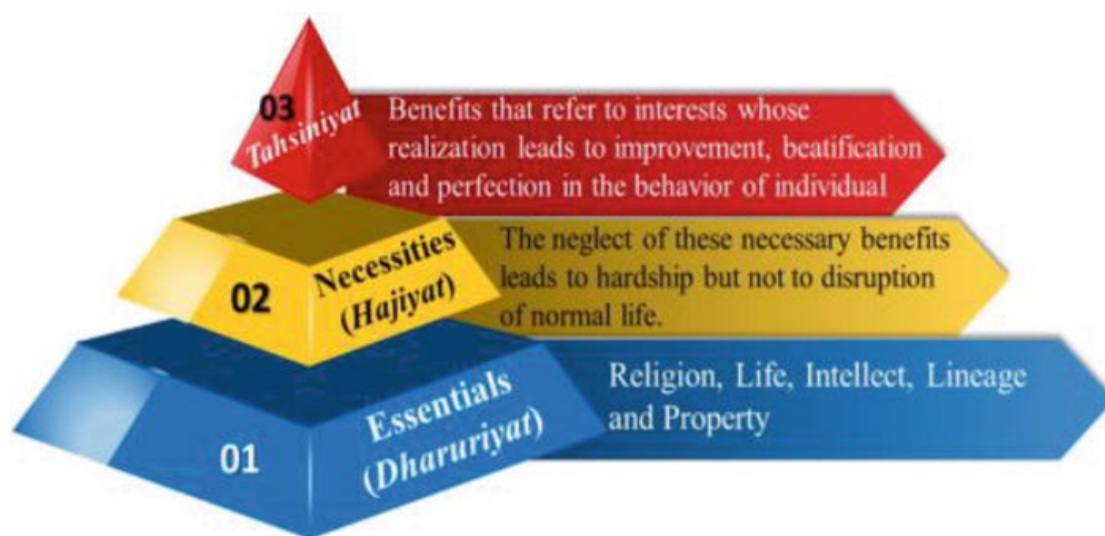 03
Tahsiniyat
Benefits that refer to interests whose
realization leads to improvement, beatification
and perfection in the behavior of individual
02
Necessities
(Hajiyat)
The neglect of these necessary benefits
leads to hardship but not to disruption
of normal life.
01
Essentials
(Dharuriyat)
Religion, Life, Intellect, Lineage
and Property